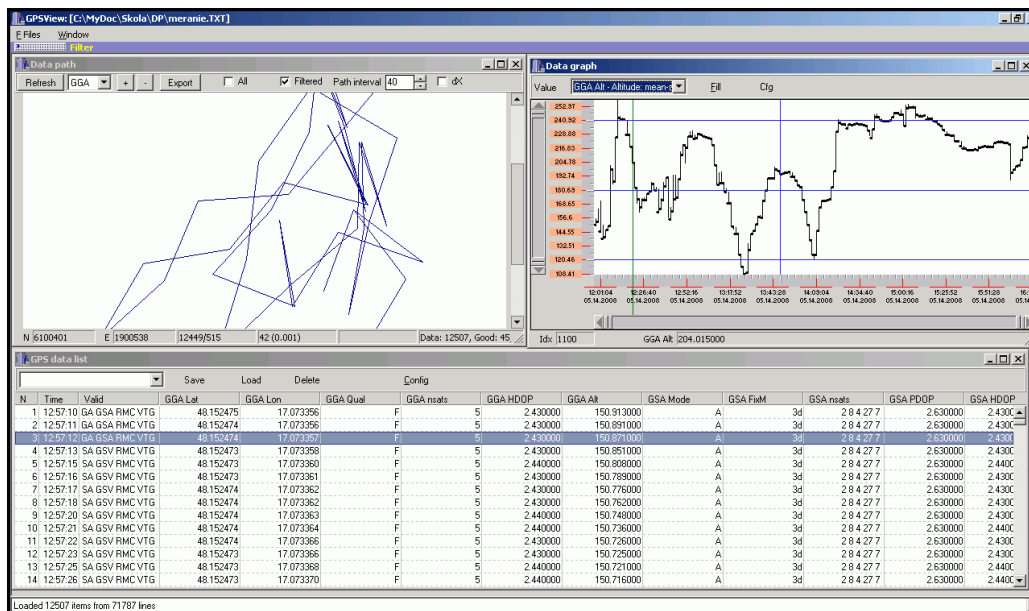 GPSView: [C:\MyDoc\Skola\DP\meranie.TXT]
F Files Window
Filter
Data path
Refresh GGA + - Export All Filtered Path interval 40 dX
N 6100401 E 1900538 12449/515 42 (0.001) Data: 12507, Good: 45,
Data graph
Value GGA Alt - Altitude: mean-s Fill Cfg
252.97
240.92
228.88
216.83
204.78
192.74
180.69
168.65
156.6
144.55
132.51
120.46
108.41
12:01:04 12:26:40 12:52:16 13:17:52 13:43:28 14:09:04 14:34:40 15:00:16 15:25:52 15:51:28 16:
05.14.2008 05.14.2008 05.14.2008 05.14.2008 05.14.2008 05.14.2008 05.14.2008 05.14.2008 05.14.2008 05.14.2008 05.
Idx 1100 GGA Alt 204.015000
GPS data list
Save Load Delete Config
N Time Valid GGA Lat GGA Lon GGA Qual GGA nsats GGA HDOP GGA Alt GSA Mode GSA FixM GSA nsats GSA PDOP GSA HDOP
1 12:57:10 GA GSA RMC VTG 48.152475 17.073356 F 5 2.430000 150.913000 A 3d 2 8 4 27 7 2.630000 2.4300
2 12:57:11 GA GSA RMC VTG 48.152474 17.073356 F 5 2.430000 150.891000 A 3d 2 8 4 27 7 2.630000 2.4300
3 12:57:12 GA GSA RMC VTG 48.152474 17.073357 F 5 2.430000 150.871000 A 3d 2 8 4 27 7 2.630000 2.4300
4 12:57:13 SA GSV RMC VTG 48.152473 17.073358 F 5 2.430000 150.851000 A 3d 2 8 4 27 7 2.630000 2.4300
5 12:57:15 SA GSV RMC VTG 48.152474 17.073360 F 5 2.440000 150.808000 A 3d 2 8 4 27 7 2.630000 2.4400
6 12:57:16 SA GSV RMC VTG 48.152473 17.073361 F 5 2.430000 150.789000 A 3d 2 8 4 27 7 2.630000 2.4300
7 12:57:17 SA GSV RMC VTG 48.152474 17.073362 F 5 2.430000 150.776000 A 3d 2 8 4 27 7 2.630000 2.4300
8 12:57:18 SA GSV RMC VTG 48.152474 17.073362 F 5 2.430000 150.762000 A 3d 2 8 4 27 7 2.630000 2.4300
9 12:57:20 SA GSV RMC VTG 48.152474 17.073363 F 5 2.440000 150.748000 A 3d 2 8 4 27 7 2.630000 2.4400
10 12:57:21 SA GSV RMC VTG 48.152474 17.073364 F 5 2.440000 150.736000 A 3d 2 8 4 27 7 2.630000 2.4400
11 12:57:22 SA GSV RMC VTG 48.152474 17.073366 F 5 2.430000 150.726000 A 3d 2 8 4 27 7 2.630000 2.4300
12 12:57:23 SA GSV RMC VTG 48.152473 17.073366 F 5 2.430000 150.725000 A 3d 2 8 4 27 7 2.630000 2.4300
13 12:57:25 SA GSV RMC VTG 48.152473 17.073368 F 5 2.440000 150.721000 A 3d 2 8 4 27 7 2.630000 2.4400
14 12:57:26 SA GSV RMC VTG 48.152473 17.073370 F 5 2.440000 150.716000 A 3d 2 8 4 27 7 2.630000 2.4400
Loaded 12507 items from 71787 lines